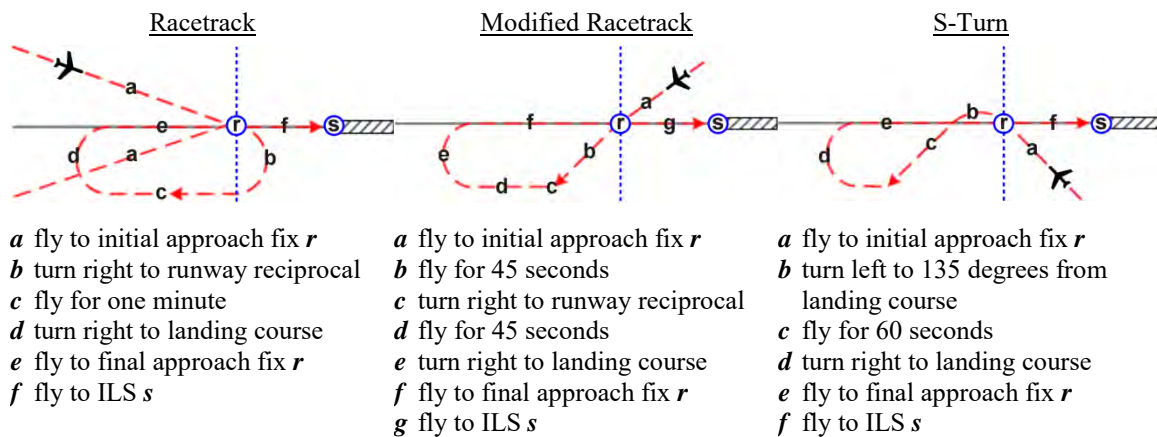 Racetrack
a
e
r
f
s
d
a
b
c
a fly to initial approach fix r
b turn right to runway reciprocal
c fly for one minute
d turn right to landing course
e fly to final approach fix r
f fly to ILS s
Modified Racetrack
a
f
r
g
s
e
b
d
c
a fly to initial approach fix r
b fly for 45 seconds
c turn right to runway reciprocal
d fly for 45 seconds
e turn right to landing course
f fly to final approach fix r
g fly to ILS s
S-Turn
b
e
r
f
s
c
a
d
a fly to initial approach fix r
b turn left to 135 degrees from
landing course
c fly for 60 seconds
d turn right to landing course
e fly to final approach fix r
f fly to ILS s